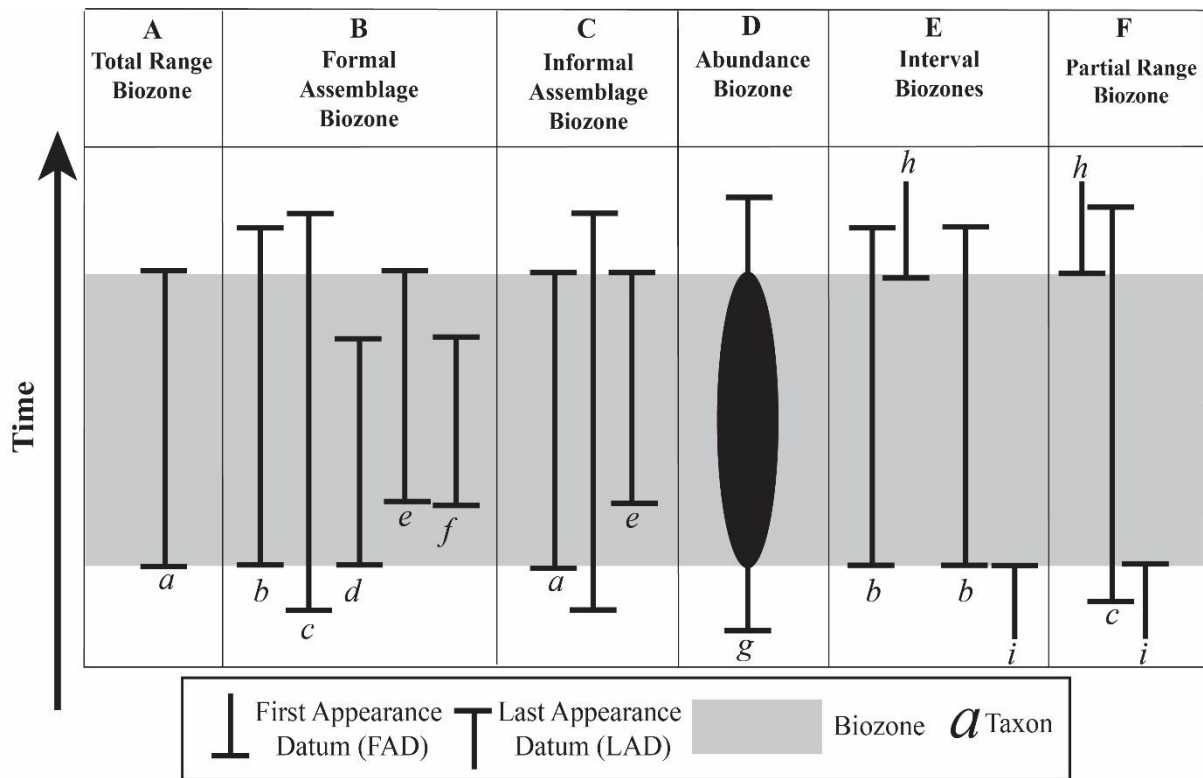 A
Total Range
Biozone
B
Formal
Assemblage
Biozone
C
Informal
Assemblage
Biozone
D
Abundance
Biozone
E
Interval
Biozones
F
Partial Range
Biozone
Time
a
b
c
d
e
f
a
e
g
h
b
b
i
h
c
i
First Appearance
Datum (FAD)
Last Appearance
Datum (LAD)
Biozone
a Taxon